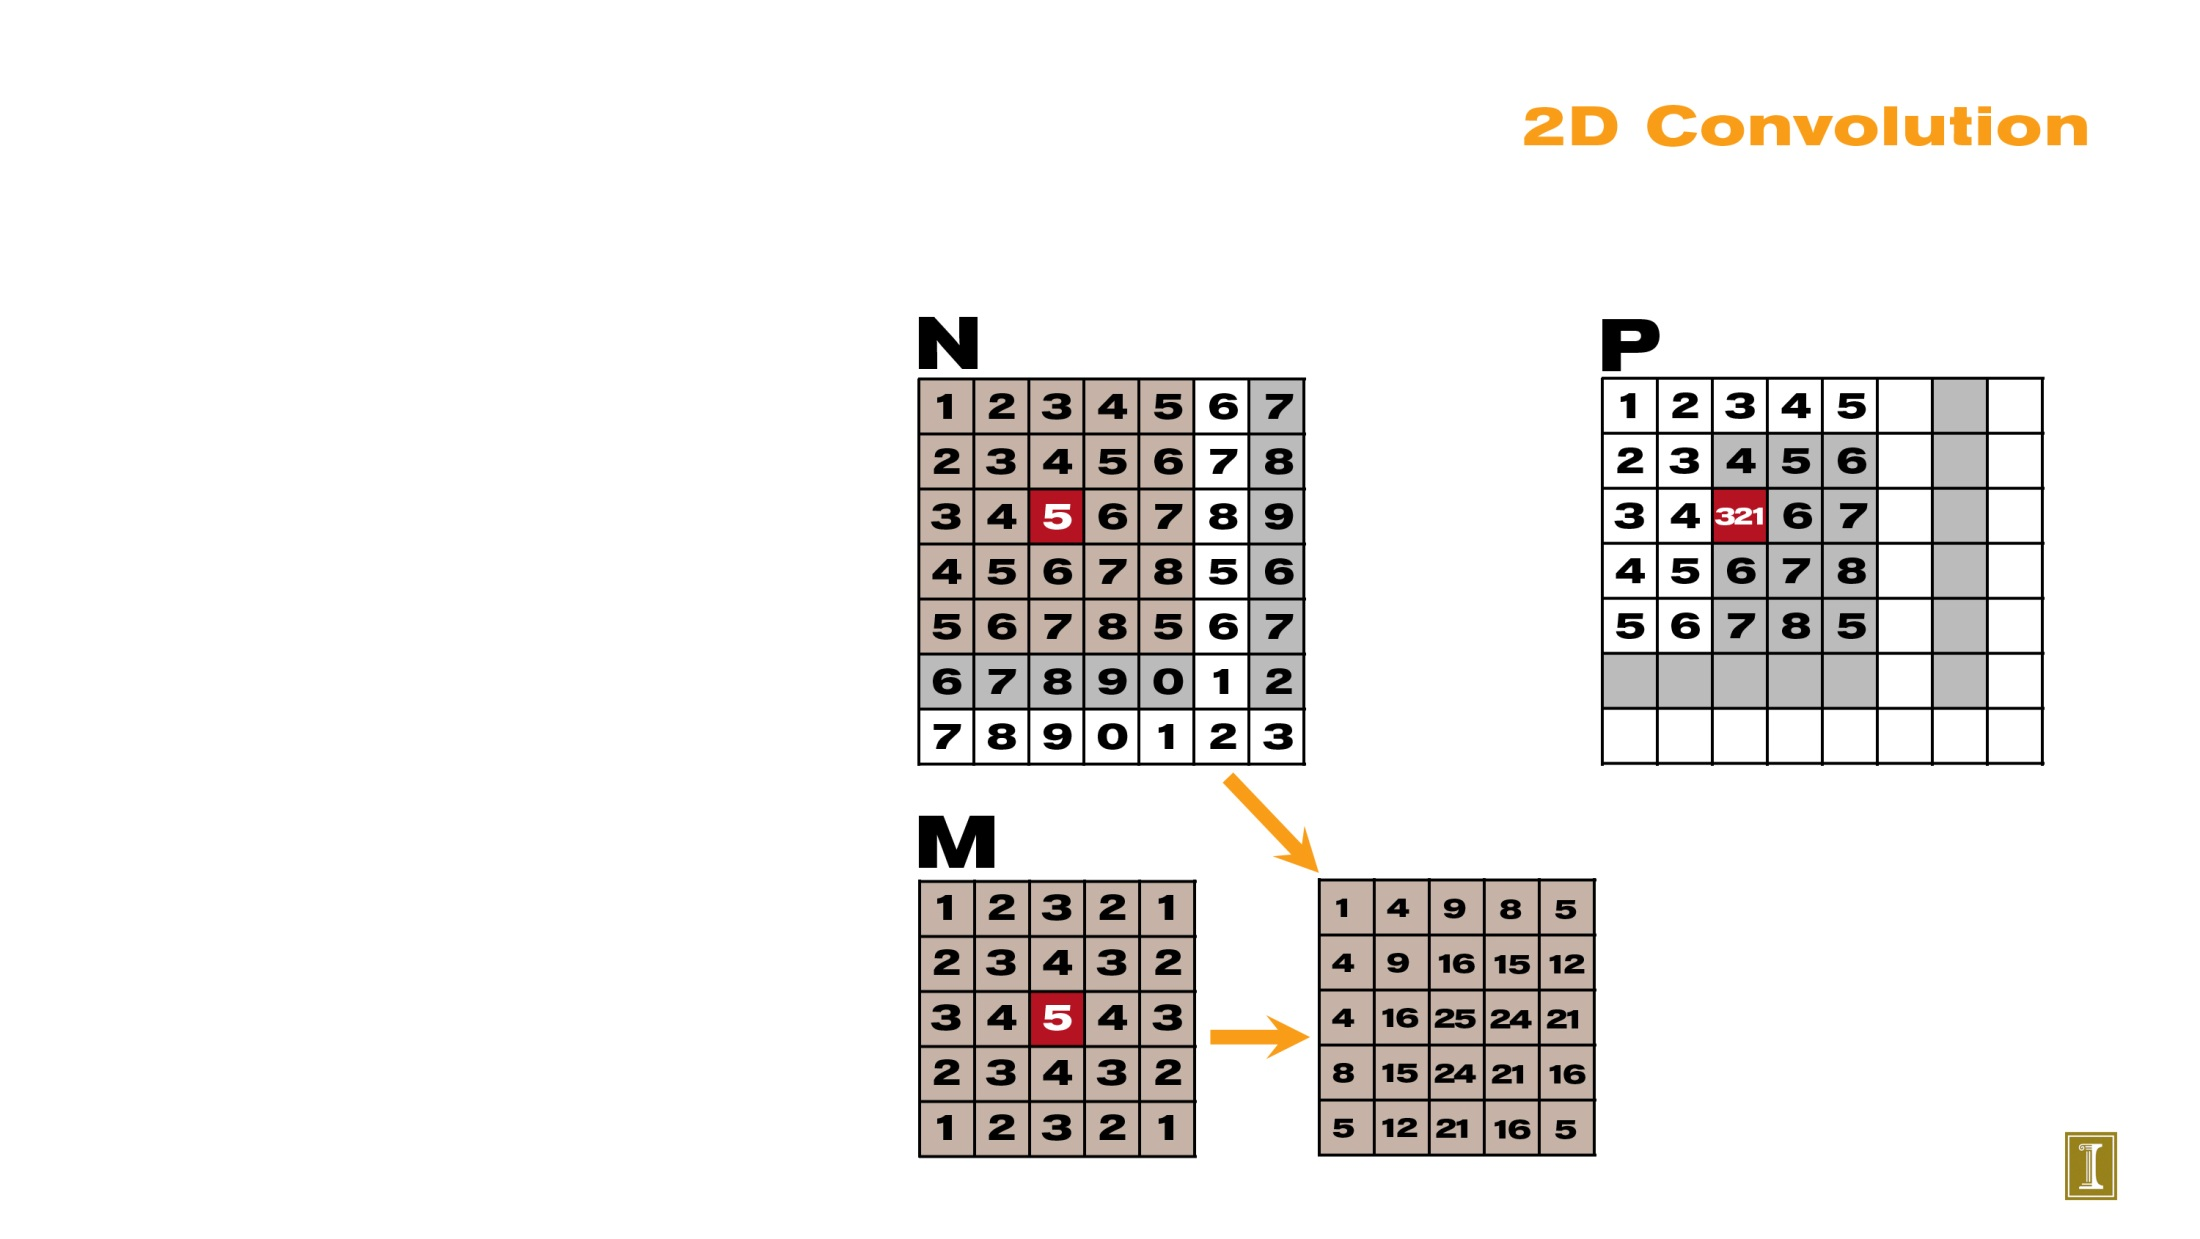 2D Convolution
N
1 2 3 4 5 6 7
2 3 4 5 6 7 8
3 4 5 6 7 8 9
4 5 6 7 8 5 6
5 6 7 8 5 6 7
6 7 8 9 0 1 2
7 8 9 0 1 2 3
P
1 2 3 4 5
2 3 4 5 6
3 4 321 6 7
4 5 6 7 8
5 6 7 8 5
M
1 2 3 2 1
2 3 4 3 2
3 4 5 4 3
2 3 4 3 2
1 2 3 2 1
1 4 9 8 5
4 9 16 15 12
4 16 25 24 21
8 15 24 21 16
5 12 21 16 5
I